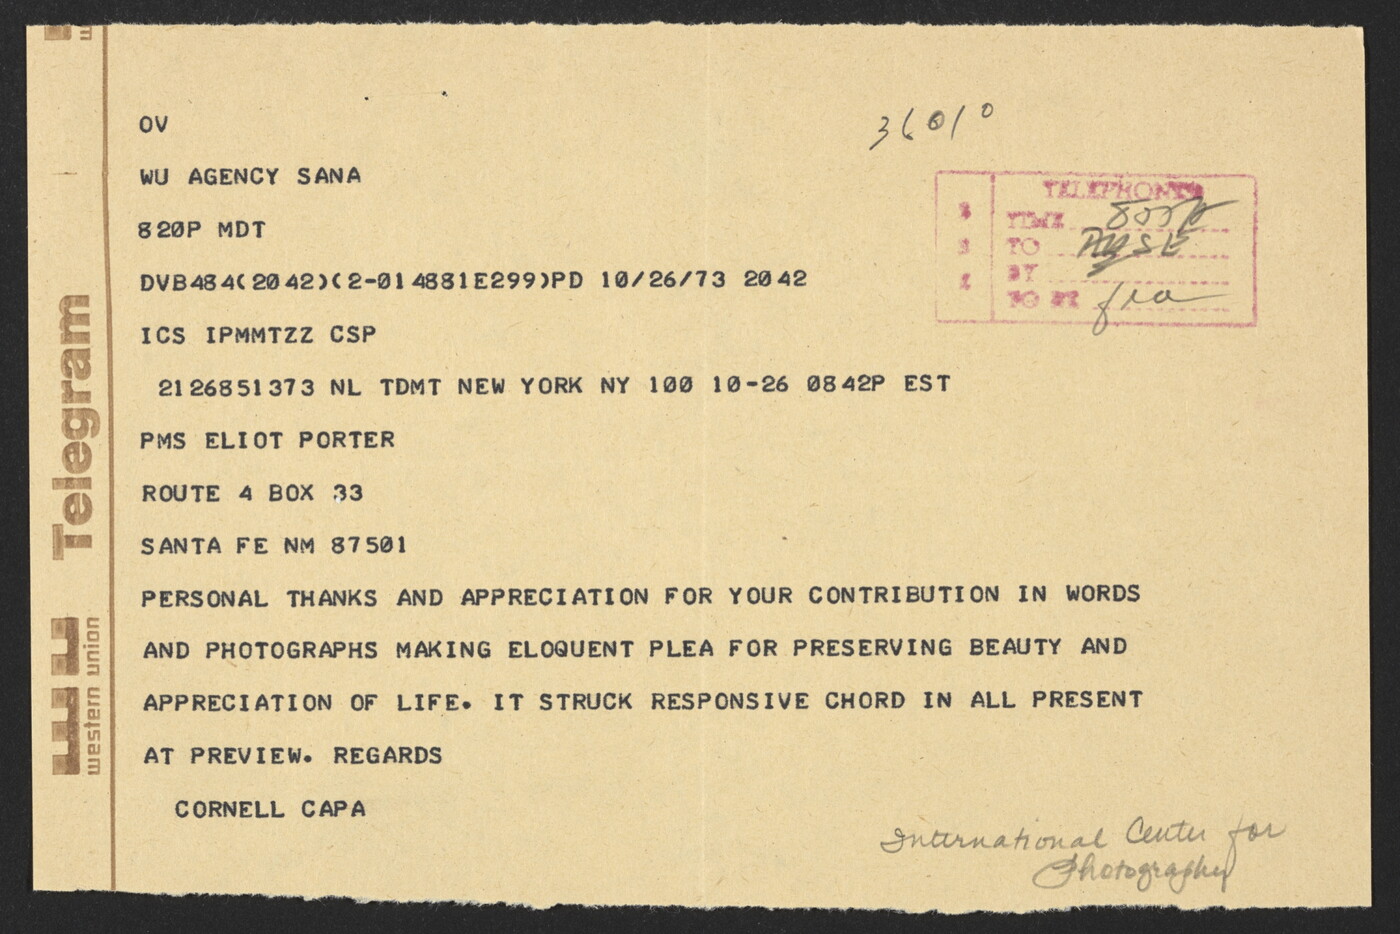 OV
WU AGENCY SANA
820P MDT
DVB484(2042)(2-014881E299)PD 10/26/73 2042
ICS IPMMTZZ CSP
2126851373 NL TDMT NEW YORK NY 100 10-26 0842P EST
PMS ELIOT PORTER
ROUTE 4 BOX 33
SANTA FE NM 87501
PERSONAL THANKS AND APPRECIATION FOR YOUR CONTRIBUTION IN WORDS
AND PHOTOGRAPHS MAKING ELOQUENT PLEA FOR PRESERVING BEAUTY AND
APPRECIATION OF LIFE. IT STRUCK RESPONSIVE CHORD IN ALL PRESENT
AT PREVIEW. REGARDS
CORNELL CAPA
36010
TELEPHONED
TIME
TO
BY
TO BE
International Center for
Photography
Telegram
western union